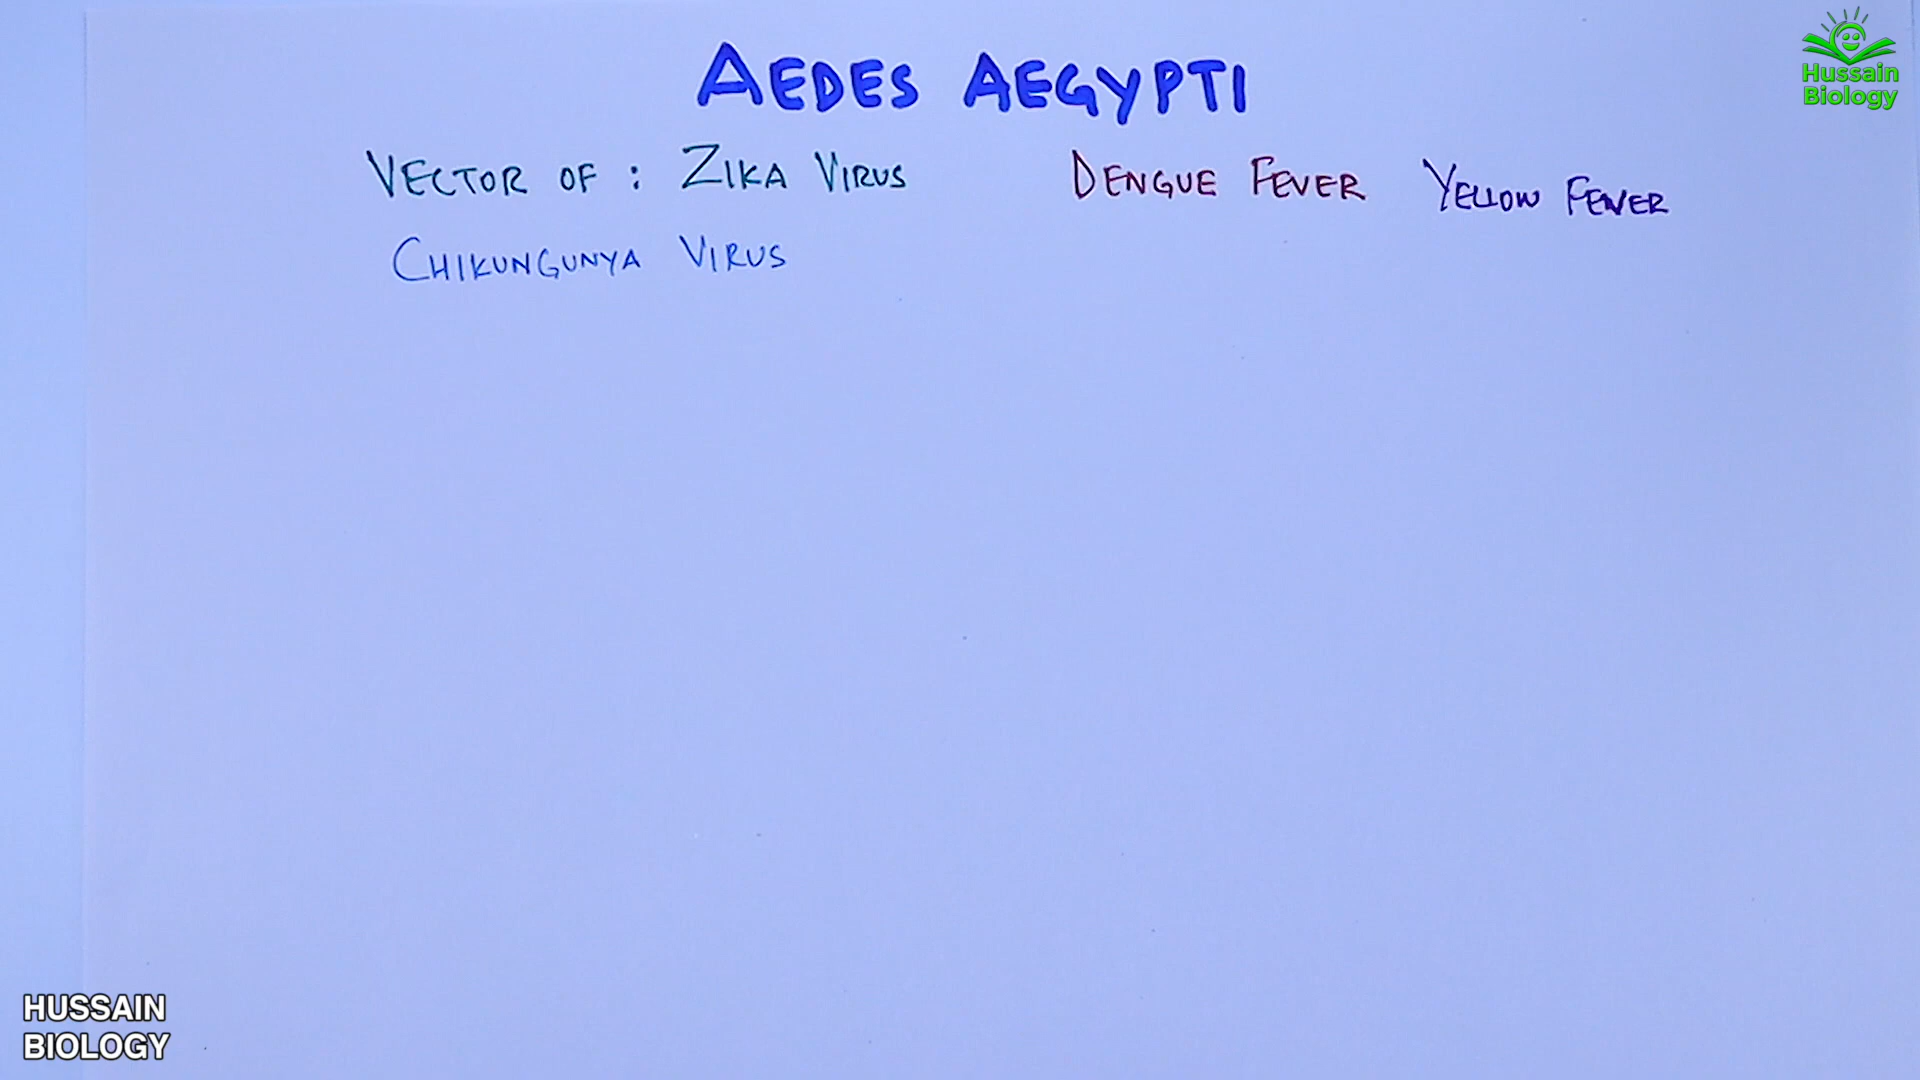 AEDES AEGYPTI
VECTOR OF : ZIKA VIRUS DENGUE FEVER YELLOW FEVER
CHIKUNGUNYA VIRUS
Hussain
Biology
HUSSAIN
BIOLOGY